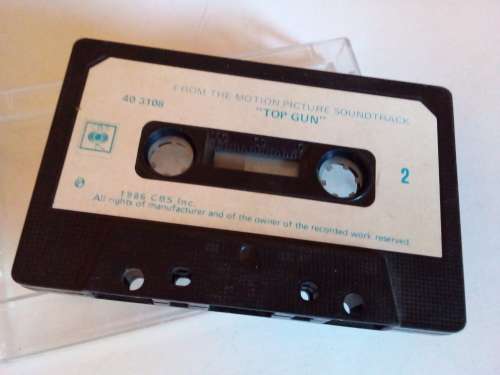 FROM THE MOTION PICTURE SOUNDTRACK
40 3108
"TOP GUN"
CBS
2
℗
1986 CBS Inc.
All rights of manufacturer and of the owner of the recorded work reserved